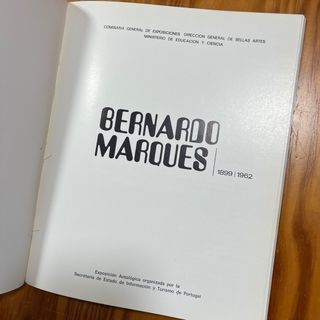 COMISARIA GENERAL DE EXPOSICIONES DIRECCION GENERAL DE BELLAS ARTES
MINISTERIO DE EDUCACION Y CIENCIA
BERNARDO
MARQUES
1899 | 1962
Exposición Antológica organizada por la
Secretaría de Estado de Información y Turismo de Portugal